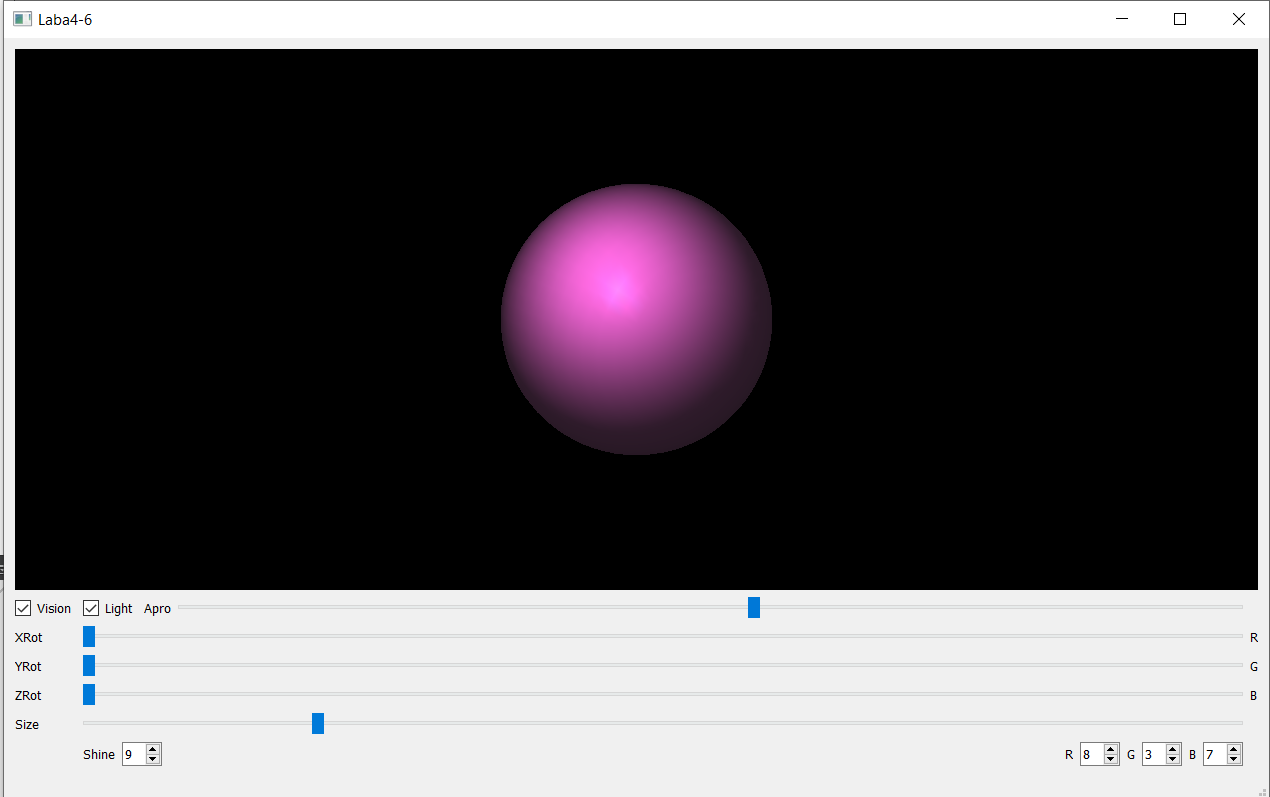 Laba4-6
Vision Light Apro
XRot R
YRot G
ZRot B
Size
Shine 9 R 8 G 3 B 7